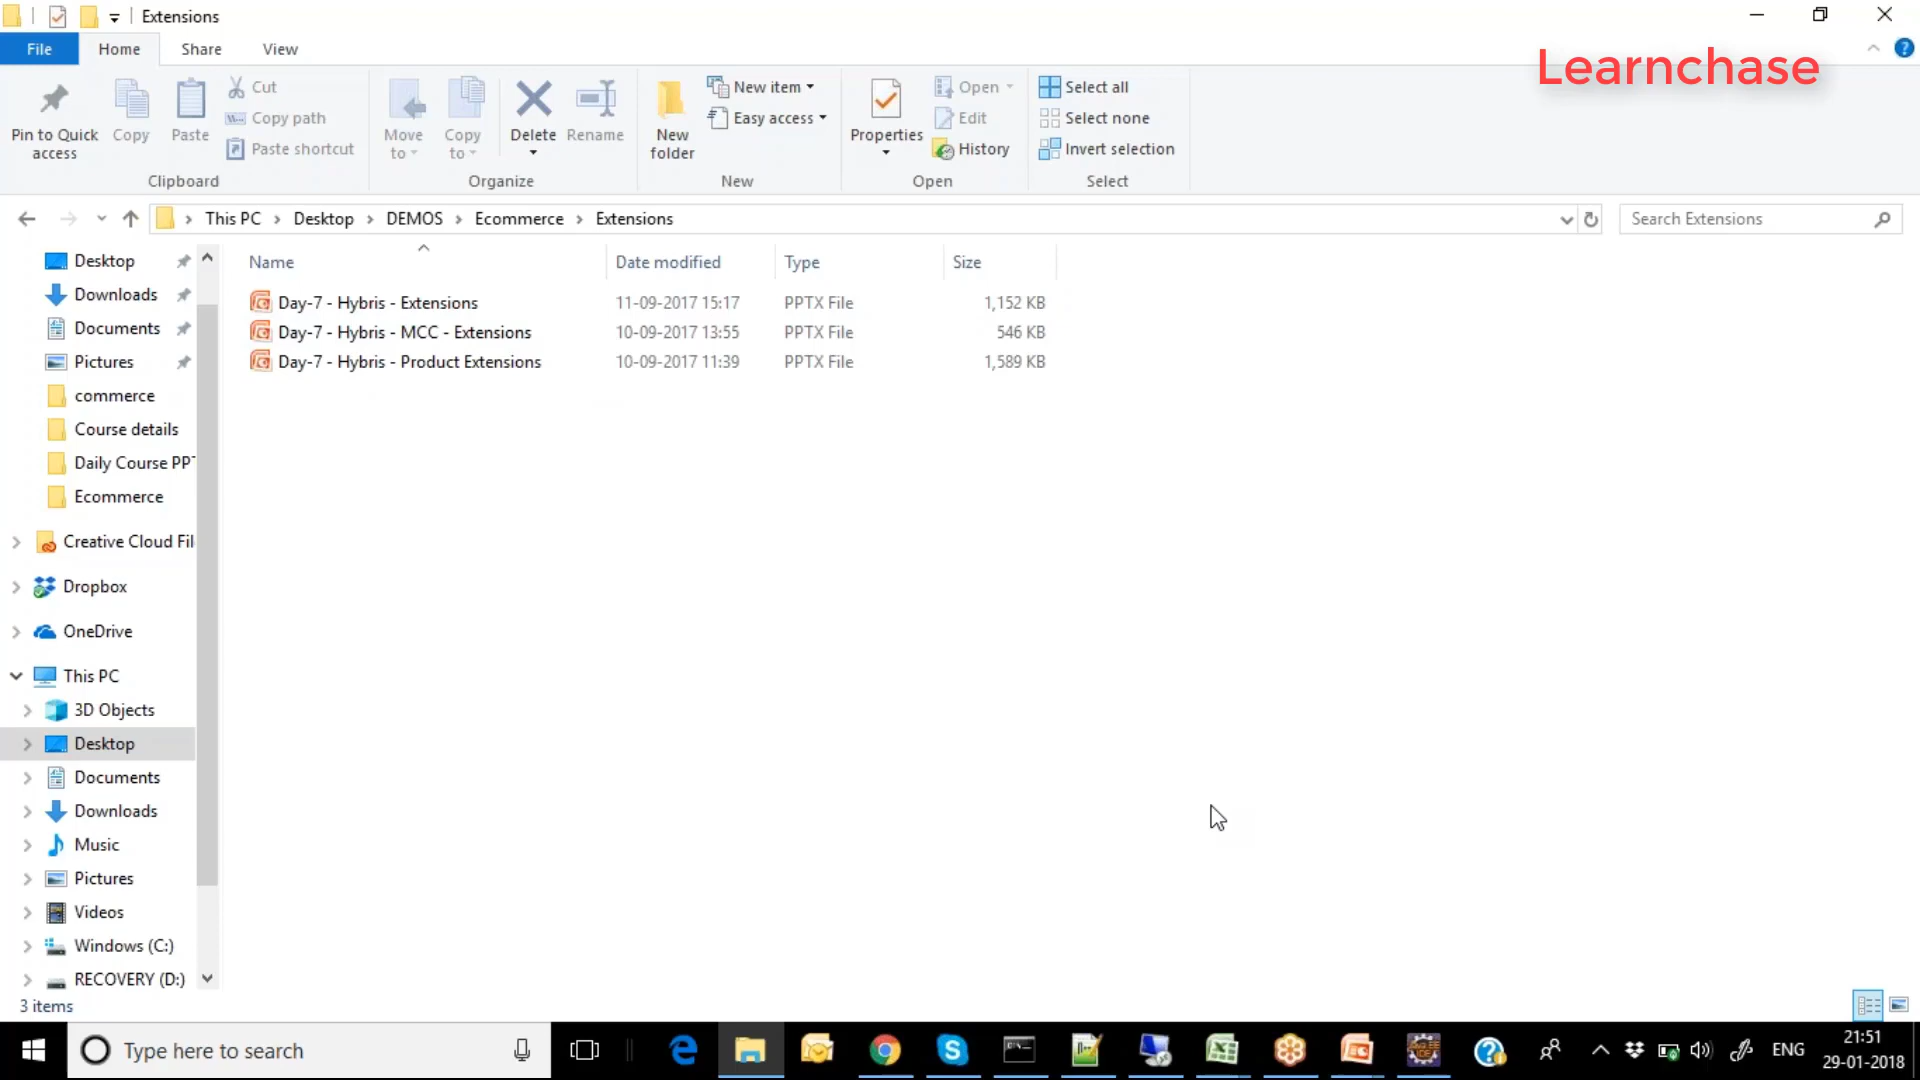 Extensions
File Home Share View
Learnchase
Pin to Quick access
Copy
Paste
Cut
Copy path
Paste shortcut
Clipboard
Move to
Copy to
Delete
Rename
Organize
New folder
New item
Easy access
New
Properties
Open
Edit
History
Open
Select all
Select none
Invert selection
Select
This PC > Desktop > DEMOS > Ecommerce > Extensions
Search Extensions
Name Date modified Type Size
Day-7 - Hybris - Extensions 11-09-2017 15:17 PPTX File 1,152 KB
Day-7 - Hybris - MCC - Extensions 10-09-2017 13:55 PPTX File 546 KB
Day-7 - Hybris - Product Extensions 10-09-2017 11:39 PPTX File 1,589 KB
Desktop
Downloads
Documents
Pictures
commerce
Course details
Daily Course PPT
Ecommerce
Creative Cloud Fil
Dropbox
OneDrive
This PC
3D Objects
Desktop
Documents
Downloads
Music
Pictures
Videos
Windows (C:)
RECOVERY (D:)
3 items
Type here to search
ENG
21:51
29-01-2018